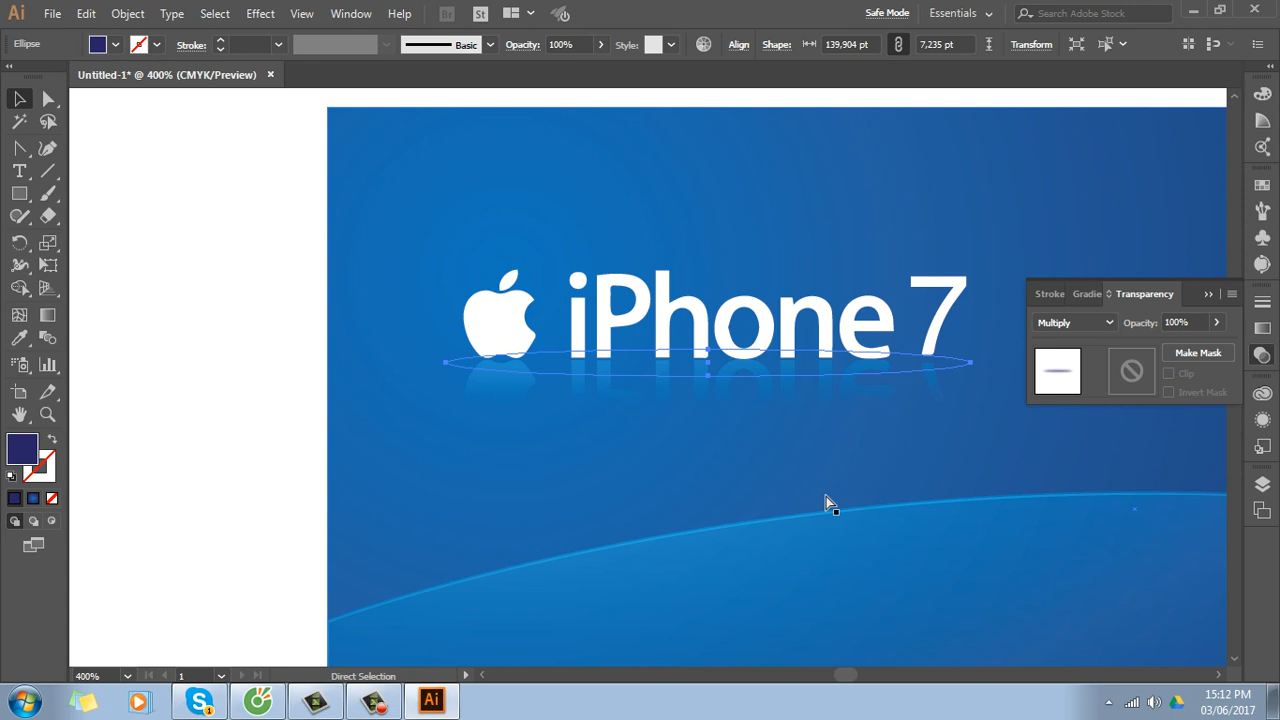 Ai File Edit Object Type Select Effect View Window Help Br St Safe Mode Essentials Search Adobe Stock
Ellipse Stroke: Basic Opacity: 100% Style: Align Shape: 139,904 pt 7,235 pt Transform
Untitled-1* @ 400% (CMYK/Preview)
iPhone 7
Stroke Gradie Transparency
Multiply Opacity: 100%
Make Mask
Clip
Invert Mask
400% 1 Direct Selection
15:12 PM
03/06/2017